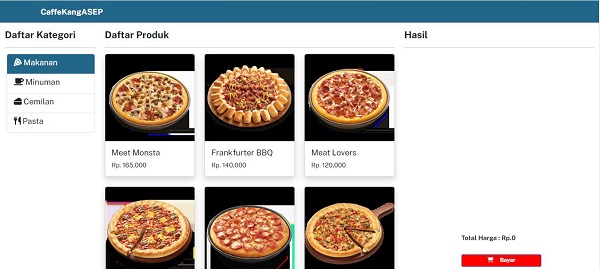 CaffeKangASEP
Daftar Kategori
Makanan
Minuman
Cemilan
Pasta
Daftar Produk
Meet Monsta
Rp. 165,000
Frankfurter BBQ
Rp. 140,000
Meat Lovers
Rp. 120,000
Hasil
Total Harga : Rp.0
Bayar